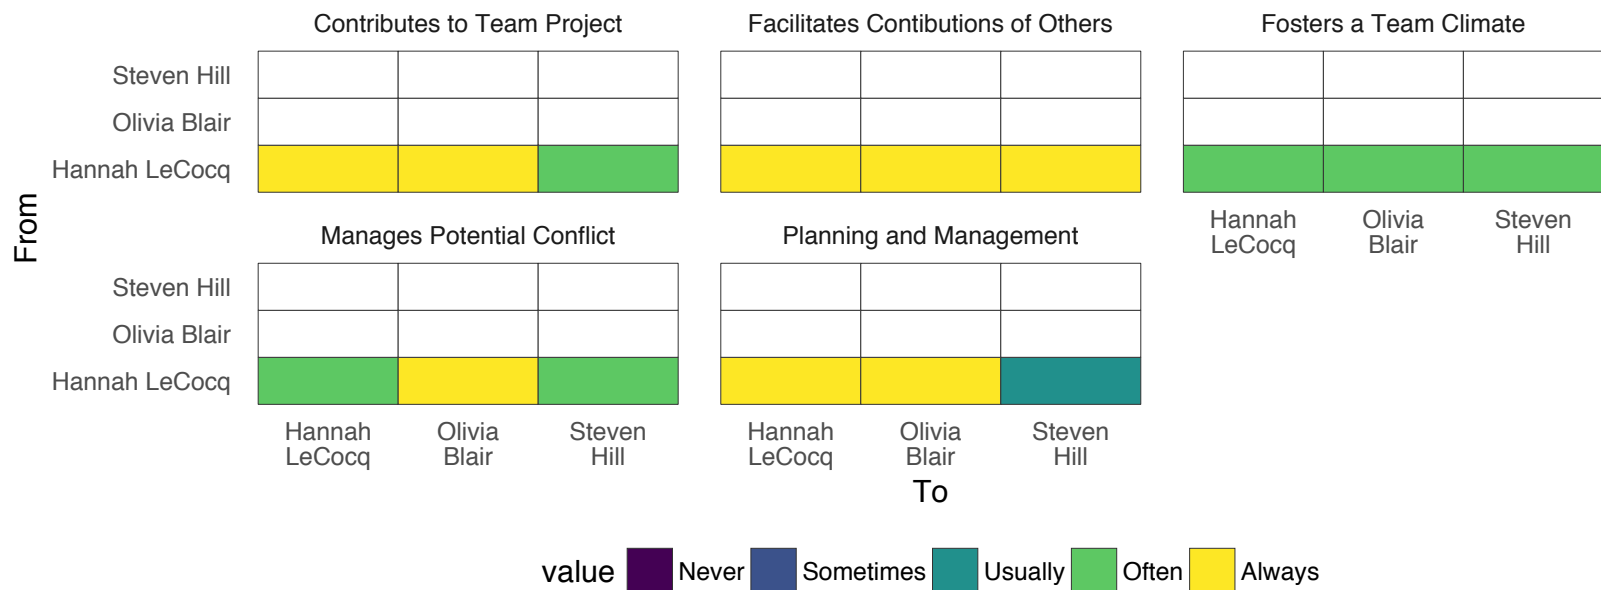 Contributes to Team Project
Facilitates Contibutions of Others
Fosters a Team Climate
Steven Hill
Olivia Blair
Hannah LeCocq
Hannah
LeCocq
Olivia
Blair
Steven
Hill
From
Manages Potential Conflict
Planning and Management
Steven Hill
Olivia Blair
Hannah LeCocq
Hannah
LeCocq
Olivia
Blair
Steven
Hill
Hannah
LeCocq
Olivia
Blair
Steven
Hill
To
value Never Sometimes Usually Often Always